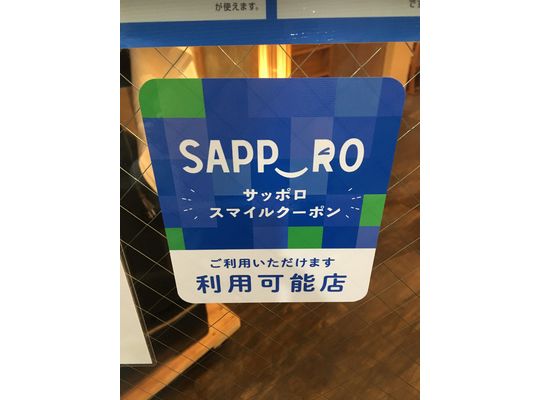 が使えます。
SAPP‿RO
サッポロ
スマイルクーポン
ご利用いただけます
利用可能店